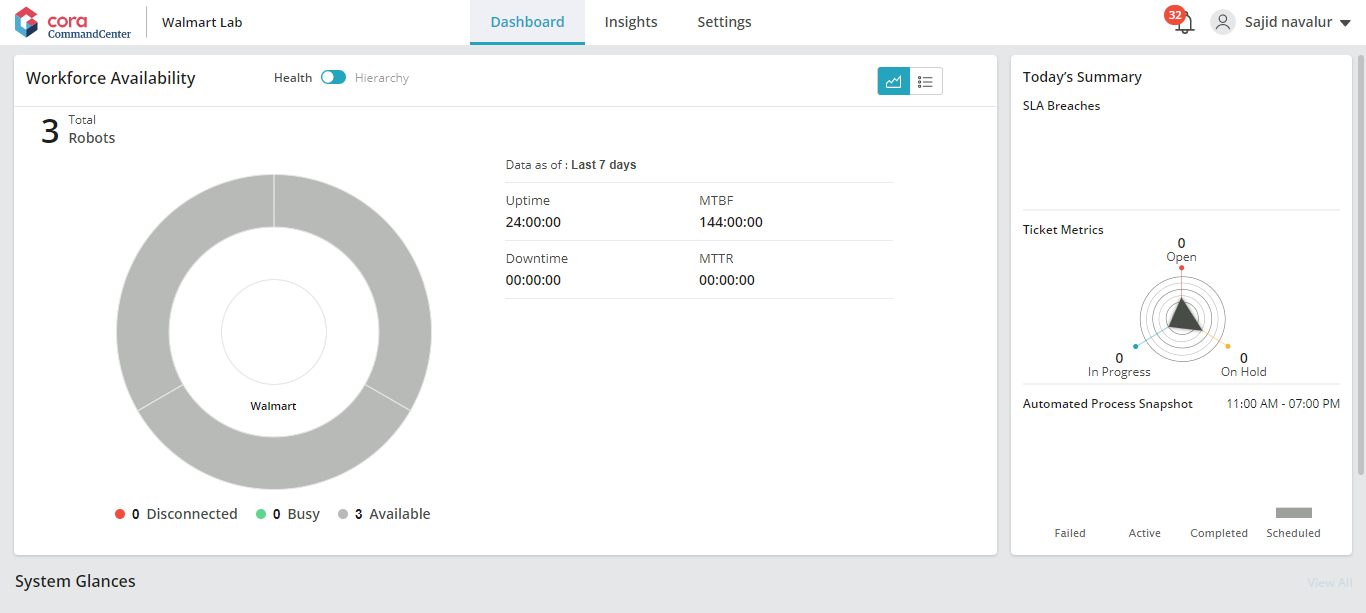 cora
CommandCenter
Walmart Lab
Dashboard
Insights
Settings
32
Sajid navalur
Workforce Availability
Health
Hierarchy
3
Total
Robots
Walmart
0 Disconnected
0 Busy
3 Available
Data as of : Last 7 days
Uptime
24:00:00
MTBF
144:00:00
Downtime
00:00:00
MTTR
00:00:00
Today's Summary
SLA Breaches
Ticket Metrics
0
Open
0
In Progress
0
On Hold
Automated Process Snapshot
11:00 AM - 07:00 PM
Failed
Active
Completed
Scheduled
System Glances
View All